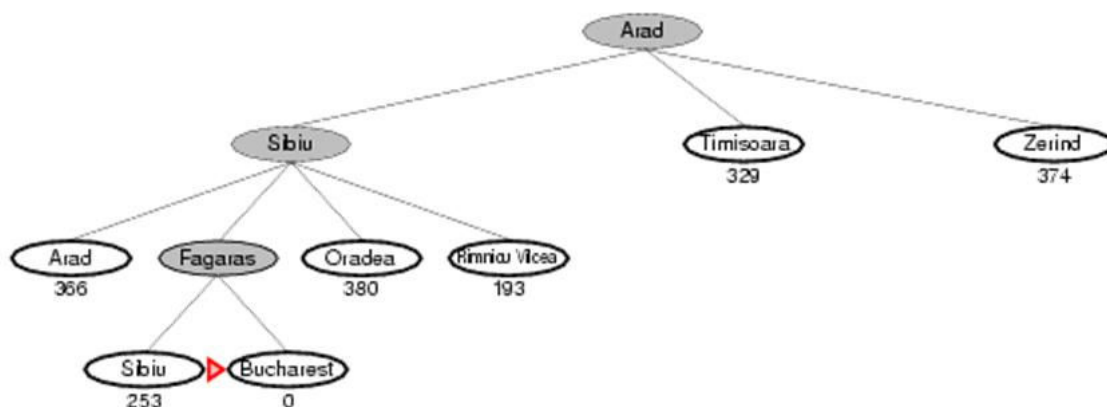 Arad
Sibiu
Timisoara
Zerind
329
374
Arad
Fagaras
Oradea
Rimnicu Vilcea
366
380
193
Sibiu
Bucharest
253
0